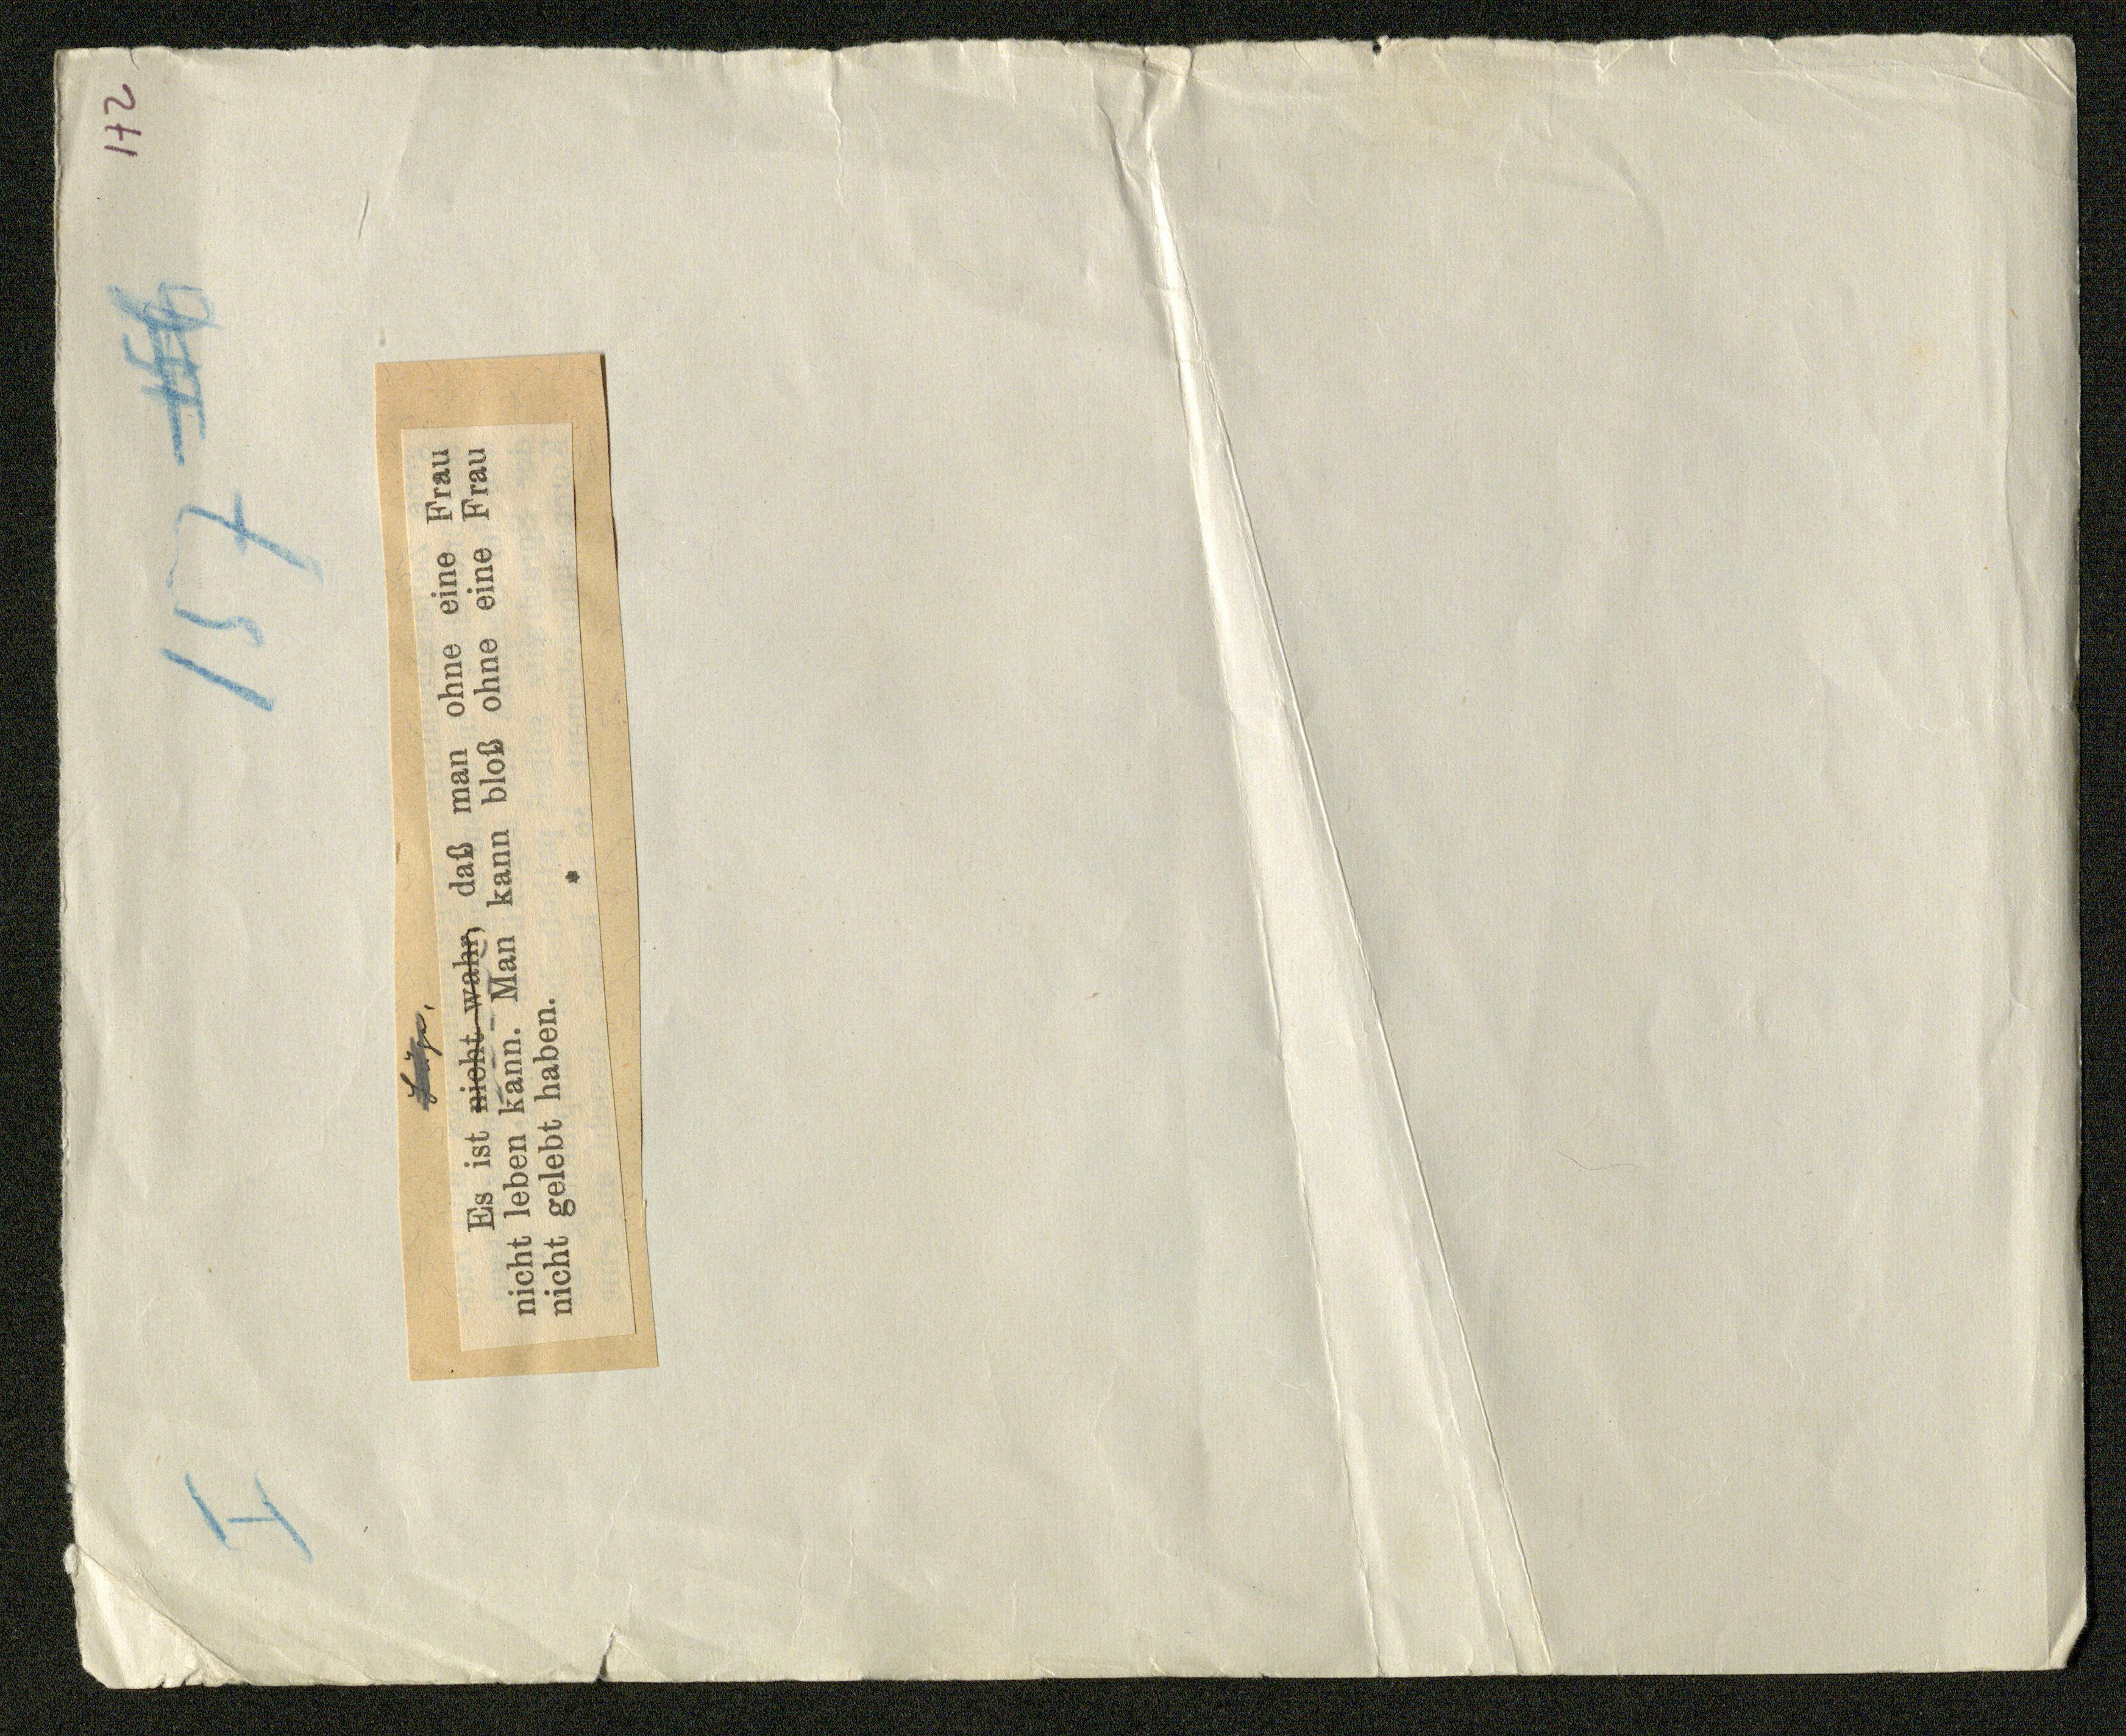 172
I
157
Es ist nicht wahr, daß man ohne eine Frau
nicht leben kann. Man kann bloß ohne eine Frau
nicht gelebt haben.
*